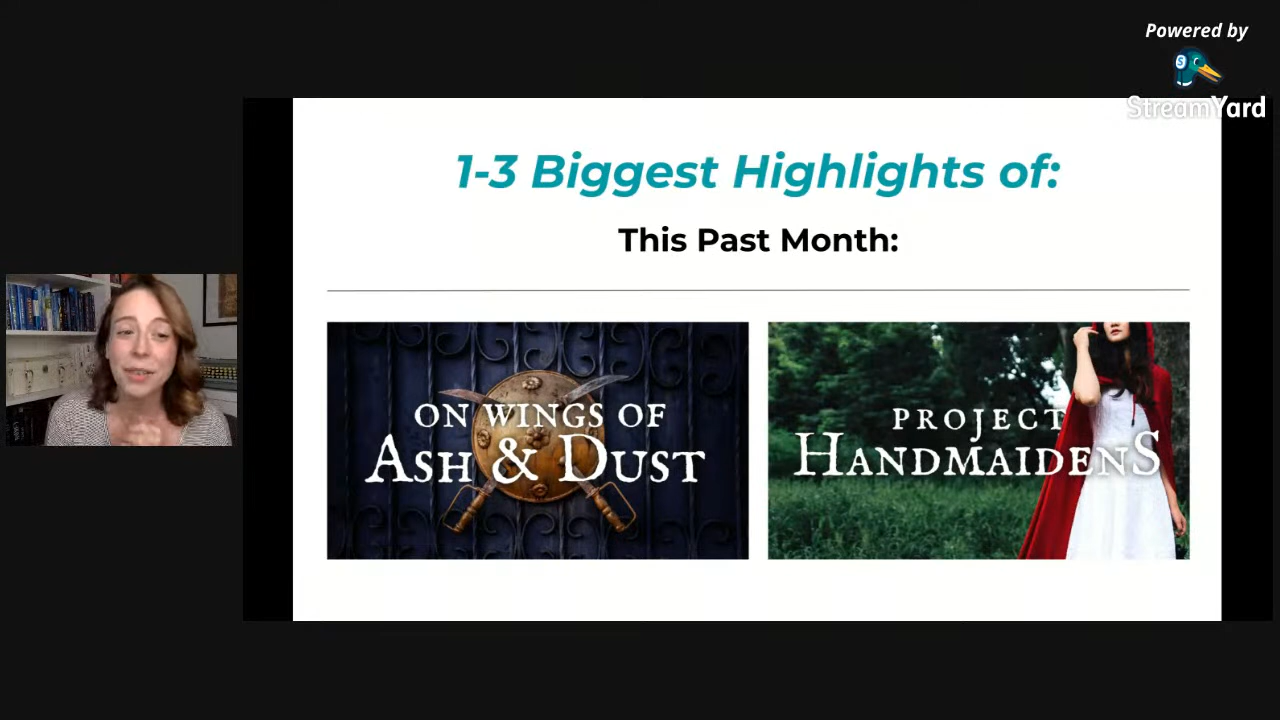 Powered by
StreamYard
1-3 Biggest Highlights of:
This Past Month:
ON WINGS OF
ASH & DUST
PROJECT
HANDMAIDENS